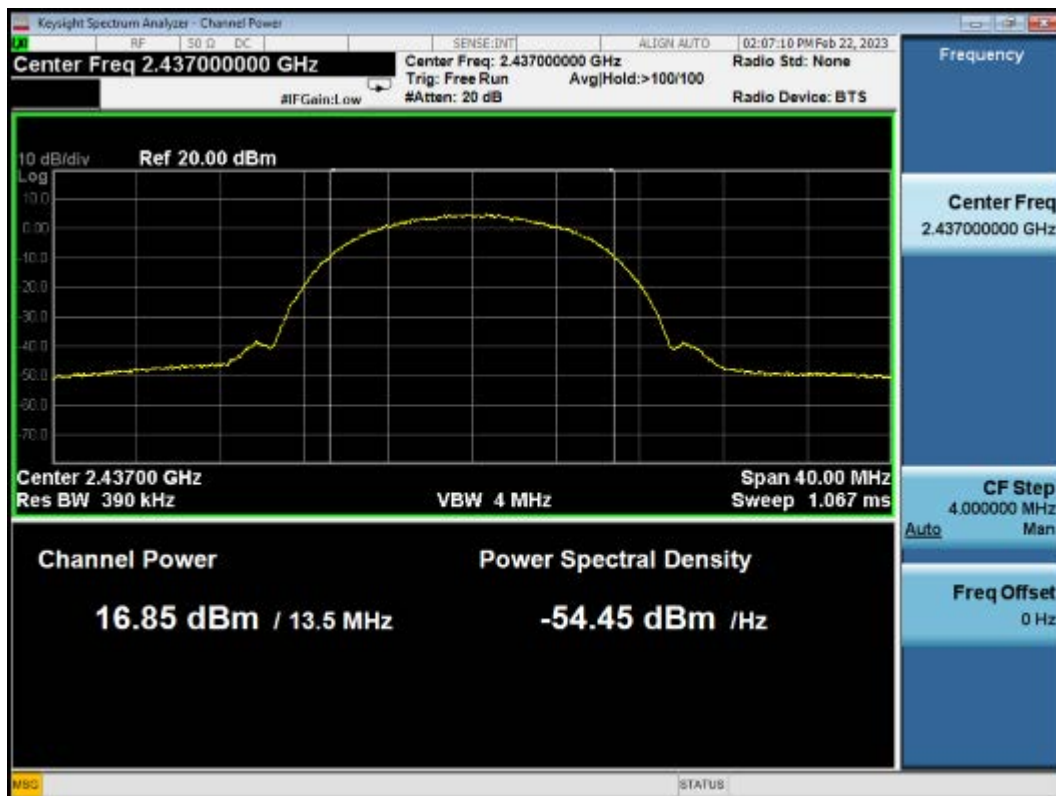 Keysight Spectrum Analyzer - Channel Power
RF 50 Ω DC SENSE:INT ALIGN AUTO 02:07:10 PM Feb 22, 2023
Center Freq 2.437000000 GHz
#IFGain:Low
Center Freq: 2.437000000 GHz
Trig: Free Run Avg|Hold:>100/100
#Atten: 20 dB
Radio Std: None
Radio Device: BTS
10 dB/div Ref 20.00 dBm
Log
10.0
0.00
-10.0
-20.0
-30.0
-40.0
-50.0
-60.0
-70.0
Center 2.43700 GHz Span 40.00 MHz
Res BW 390 kHz VBW 4 MHz Sweep 1.067 ms
Channel Power Power Spectral Density
16.85 dBm / 13.5 MHz -54.45 dBm /Hz
Frequency
Center Freq
2.437000000 GHz
CF Step
4.000000 MHz
Auto Man
Freq Offset
0 Hz
MSG STATUS